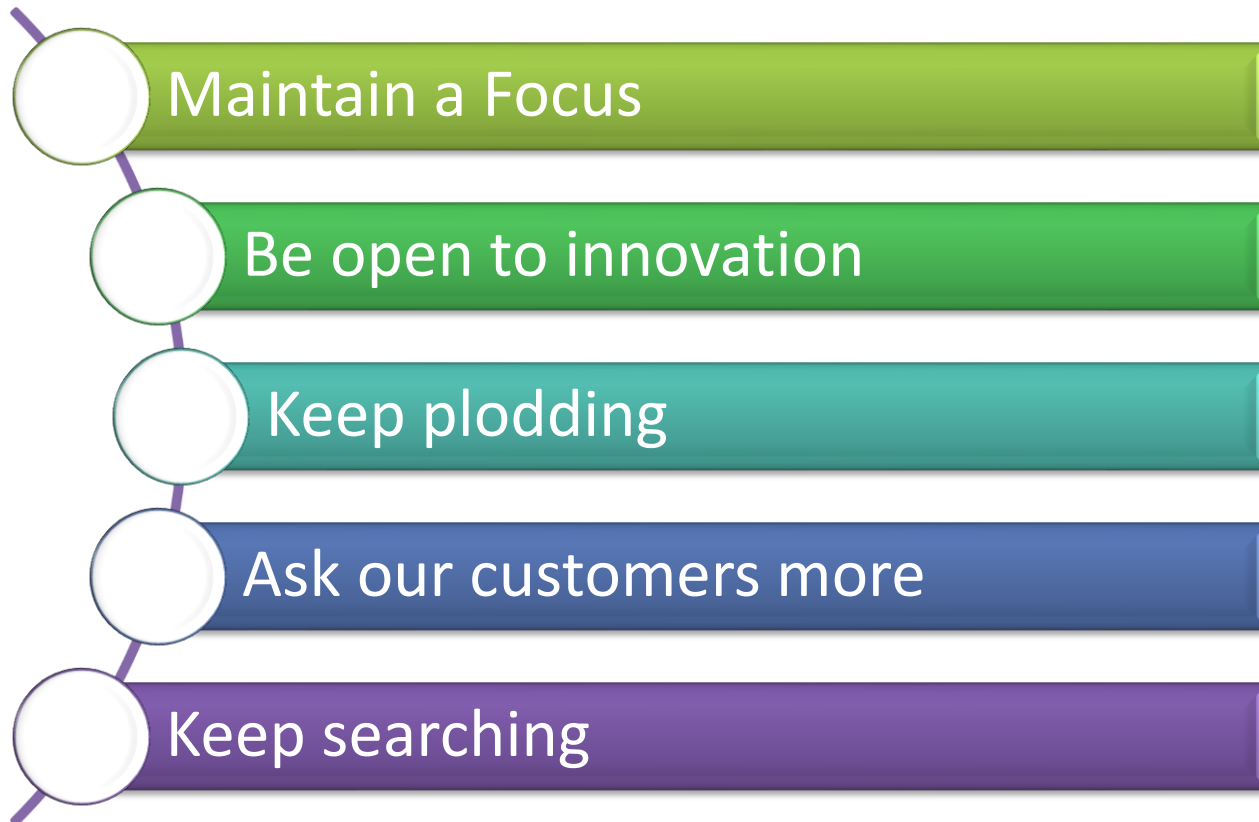 Maintain a Focus
Be open to innovation
Keep plodding
Ask our customers more
Keep searching